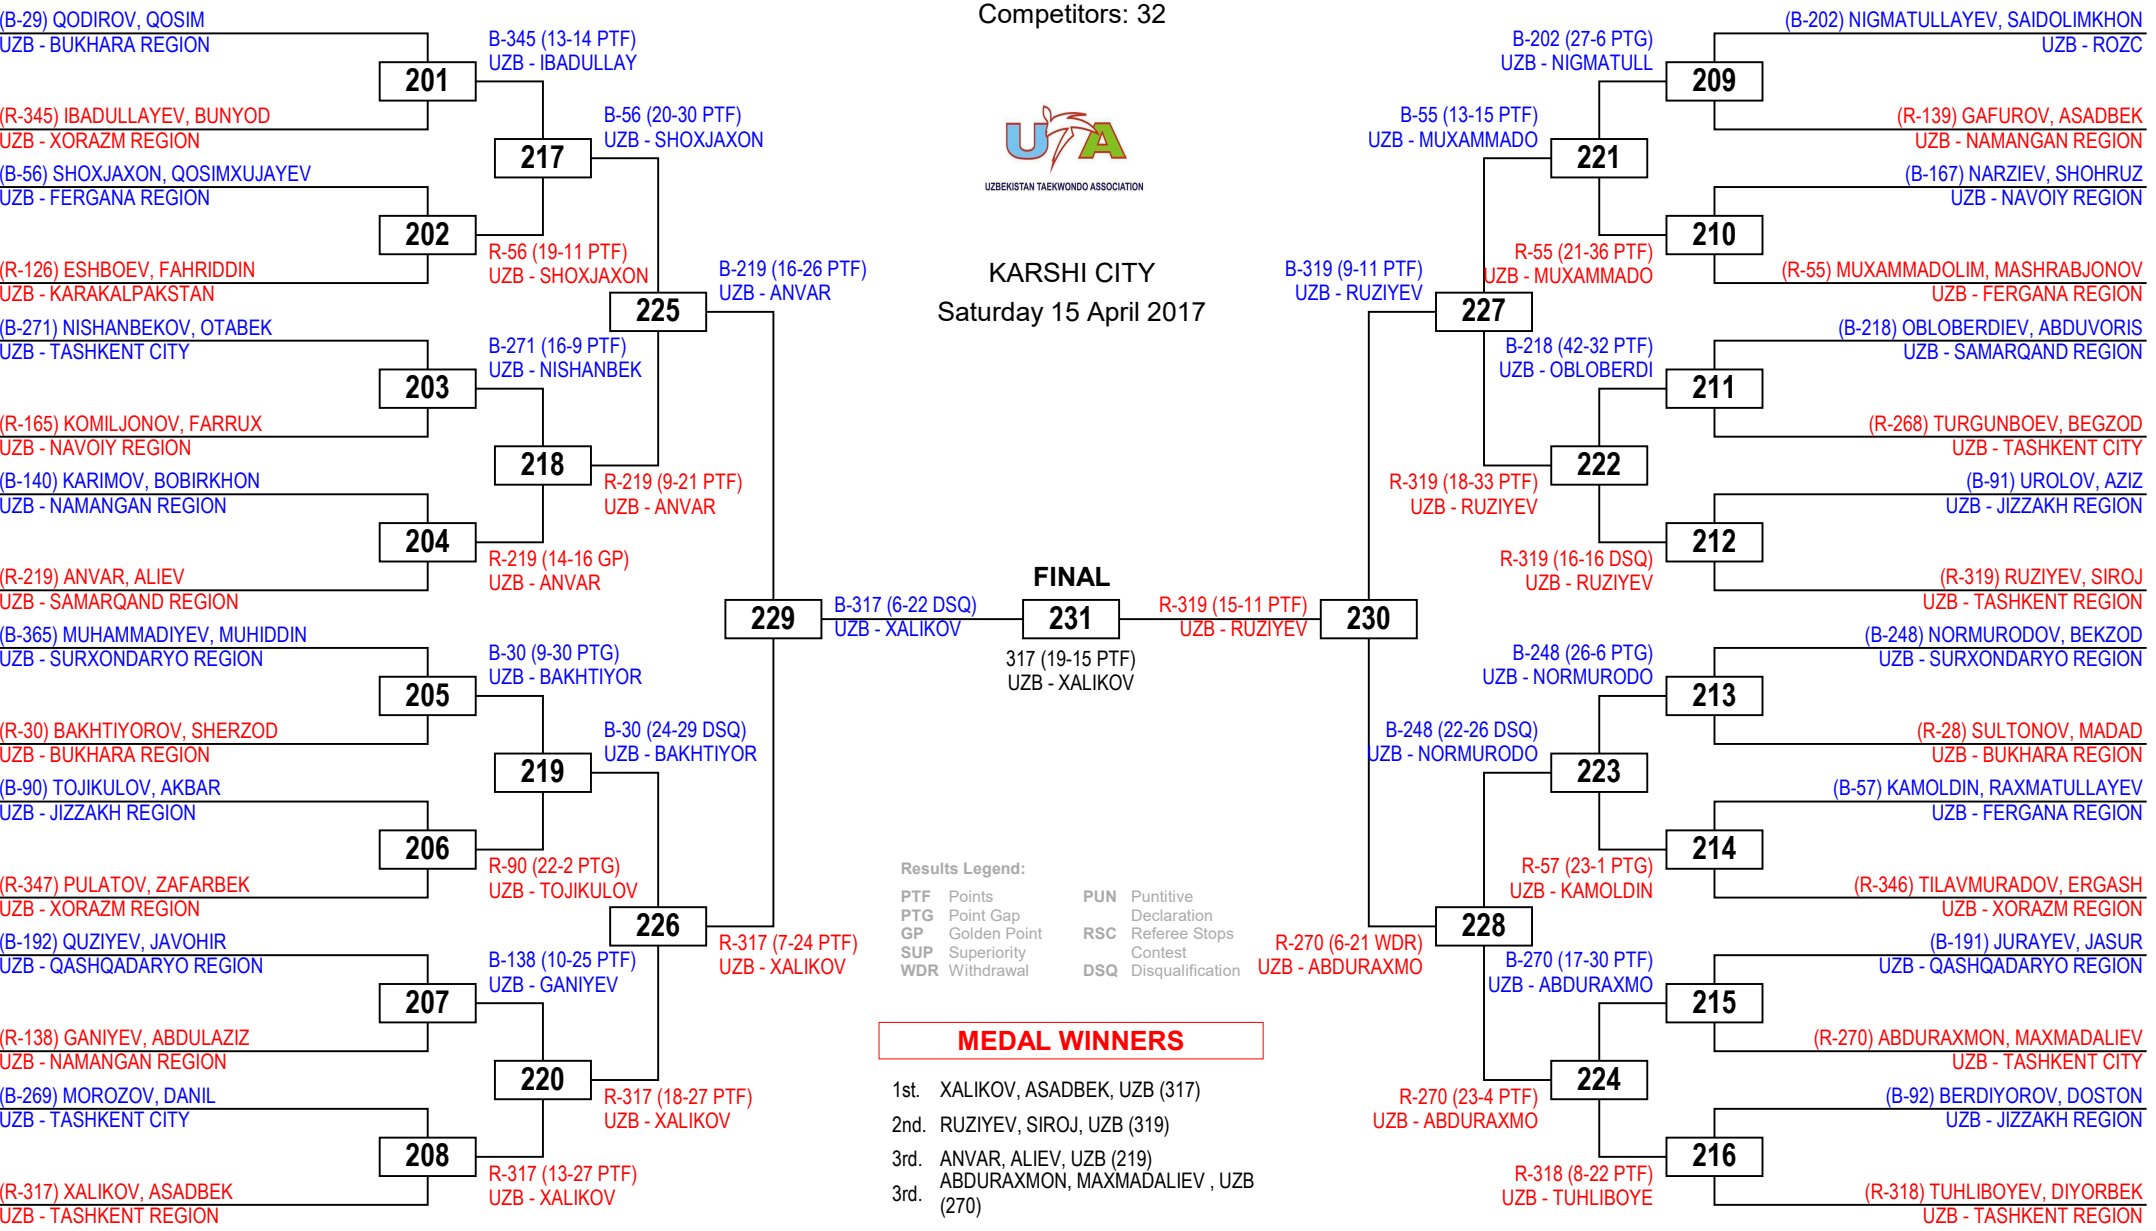 Competitors: 32
UTA
UZBEKISTAN TAEKWONDO ASSOCIATION
KARSHI CITY
Saturday 15 April 2017
(B-29) QODIROV, QOSIM
UZB - BUKHARA REGION
201
(R-345) IBADULLAYEV, BUNYOD
UZB - XORAZM REGION
(B-56) SHOXJAXON, QOSIMXUJAYEV
UZB - FERGANA REGION
202
(R-126) ESHBOEV, FAHRIDDIN
UZB - KARAKALPAKSTAN
(B-271) NISHANBEKOV, OTABEK
UZB - TASHKENT CITY
203
(R-165) KOMILJONOV, FARRUX
UZB - NAVOIY REGION
(B-140) KARIMOV, BOBIRKHON
UZB - NAMANGAN REGION
204
(R-219) ANVAR, ALIEV
UZB - SAMARQAND REGION
(B-365) MUHAMMADIYEV, MUHIDDIN
UZB - SURXONDARYO REGION
205
(R-30) BAKHTIYOROV, SHERZOD
UZB - BUKHARA REGION
(B-90) TOJIKULOV, AKBAR
UZB - JIZZAKH REGION
206
(R-347) PULATOV, ZAFARBEK
UZB - XORAZM REGION
(B-192) QUZIYEV, JAVOHIR
UZB - QASHQADARYO REGION
207
(R-138) GANIYEV, ABDULAZIZ
UZB - NAMANGAN REGION
(B-269) MOROZOV, DANIL
UZB - TASHKENT CITY
208
(R-317) XALIKOV, ASADBEK
UZB - TASHKENT REGION
B-345 (13-14 PTF)
UZB - IBADULLAY
217
R-56 (19-11 PTF)
UZB - SHOXJAXON
B-271 (16-9 PTF)
UZB - NISHANBEK
218
R-219 (14-16 GP)
UZB - ANVAR
B-30 (9-30 PTG)
UZB - BAKHTIYOR
219
R-90 (22-2 PTG)
UZB - TOJIKULOV
B-138 (10-25 PTF)
UZB - GANIYEV
220
R-317 (13-27 PTF)
UZB - XALIKOV
B-56 (20-30 PTF)
UZB - SHOXJAXON
225
R-219 (9-21 PTF)
UZB - ANVAR
B-30 (24-29 DSQ)
UZB - BAKHTIYOR
226
R-317 (18-27 PTF)
UZB - XALIKOV
B-219 (16-26 PTF)
UZB - ANVAR
229
R-317 (7-24 PTF)
UZB - XALIKOV
B-317 (6-22 DSQ)
UZB - XALIKOV
FINAL
231
317 (19-15 PTF)
UZB - XALIKOV
R-319 (15-11 PTF)
UZB - RUZIYEV
B-319 (9-11 PTF)
UZB - RUZIYEV
230
R-270 (6-21 WDR)
UZB - ABDURAXMO
B-55 (13-15 PTF)
UZB - MUXAMMADO
227
R-319 (18-33 PTF)
UZB - RUZIYEV
B-248 (22-26 DSQ)
UZB - NORMURODO
228
R-270 (23-4 PTF)
UZB - ABDURAXMO
B-202 (27-6 PTG)
UZB - NIGMATULL
221
R-55 (21-36 PTF)
UZB - MUXAMMADO
B-218 (42-32 PTF)
UZB - OBLOBERDI
222
R-319 (16-16 DSQ)
UZB - RUZIYEV
B-248 (26-6 PTG)
UZB - NORMURODO
223
R-57 (23-1 PTG)
UZB - KAMOLDIN
B-270 (17-30 PTF)
UZB - ABDURAXMO
224
R-318 (8-22 PTF)
UZB - TUHLIBOYE
(B-202) NIGMATULLAYEV, SAIDOLIMKHON
UZB - ROZC
209
(R-139) GAFUROV, ASADBEK
UZB - NAMANGAN REGION
(B-167) NARZIEV, SHOHRUZ
UZB - NAVOIY REGION
210
(R-55) MUXAMMADOLIM, MASHRABJONOV
UZB - FERGANA REGION
(B-218) OBLOBERDIEV, ABDUVORIS
UZB - SAMARQAND REGION
211
(R-268) TURGUNBOEV, BEGZOD
UZB - TASHKENT CITY
(B-91) UROLOV, AZIZ
UZB - JIZZAKH REGION
212
(R-319) RUZIYEV, SIROJ
UZB - TASHKENT REGION
(B-248) NORMURODOV, BEKZOD
UZB - SURXONDARYO REGION
213
(R-28) SULTONOV, MADAD
UZB - BUKHARA REGION
(B-57) KAMOLDIN, RAXMATULLAYEV
UZB - FERGANA REGION
214
(R-346) TILAVMURADOV, ERGASH
UZB - XORAZM REGION
(B-191) JURAYEV, JASUR
UZB - QASHQADARYO REGION
215
(R-270) ABDURAXMON, MAXMADALIEV
UZB - TASHKENT CITY
(B-92) BERDIYOROV, DOSTON
UZB - JIZZAKH REGION
216
(R-318) TUHLIBOYEV, DIYORBEK
UZB - TASHKENT REGION
Results Legend:
PTF Points
PTG Point Gap
GP Golden Point
SUP Superiority
WDR Withdrawal
PUN Puntitive
Declaration
RSC Referee Stops
Contest
DSQ Disqualification
MEDAL WINNERS
1st. XALIKOV, ASADBEK, UZB (317)
2nd. RUZIYEV, SIROJ, UZB (319)
3rd. ANVAR, ALIEV, UZB (219)
3rd. ABDURAXMON, MAXMADALIEV , UZB
(270)